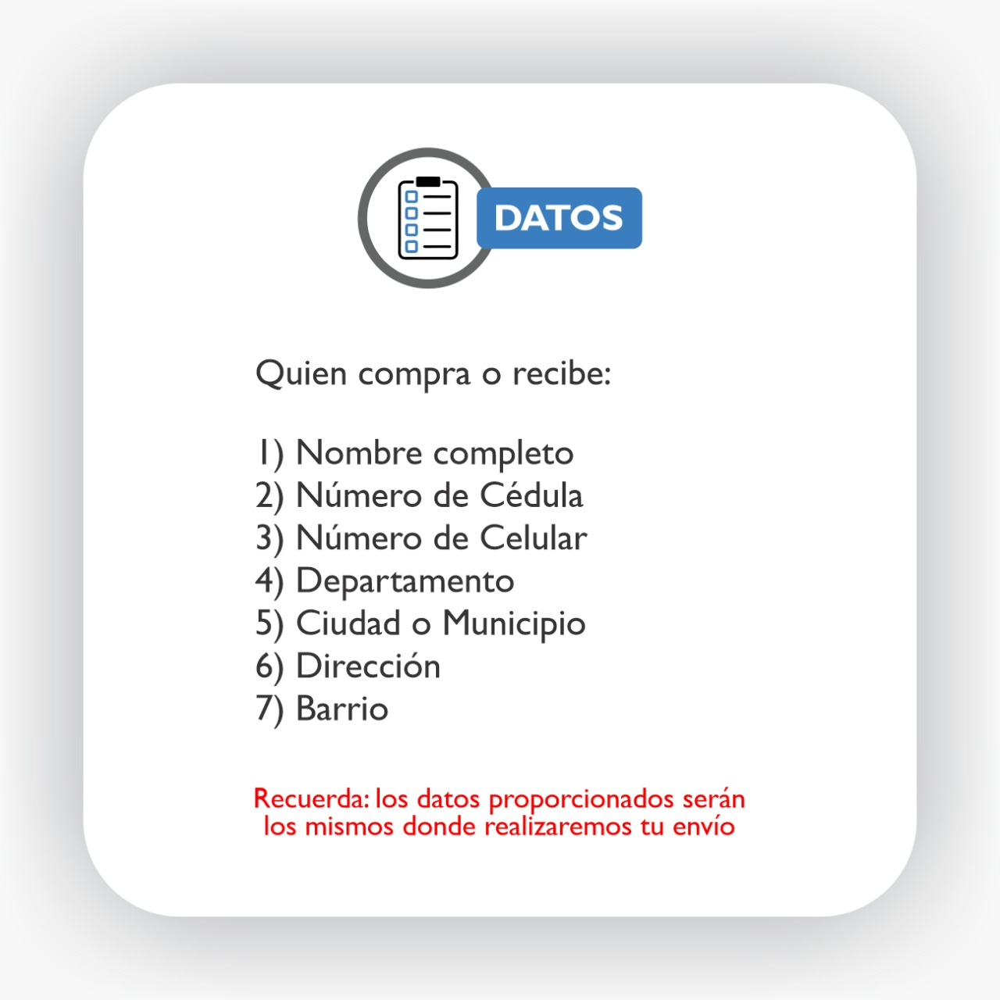 DATOS
Quien compra o recibe:
1) Nombre completo
2) Número de Cédula
3) Número de Celular
4) Departamento
5) Ciudad o Municipio
6) Dirección
7) Barrio
Recuerda: los datos proporcionados serán
los mismos donde realizaremos tu envío